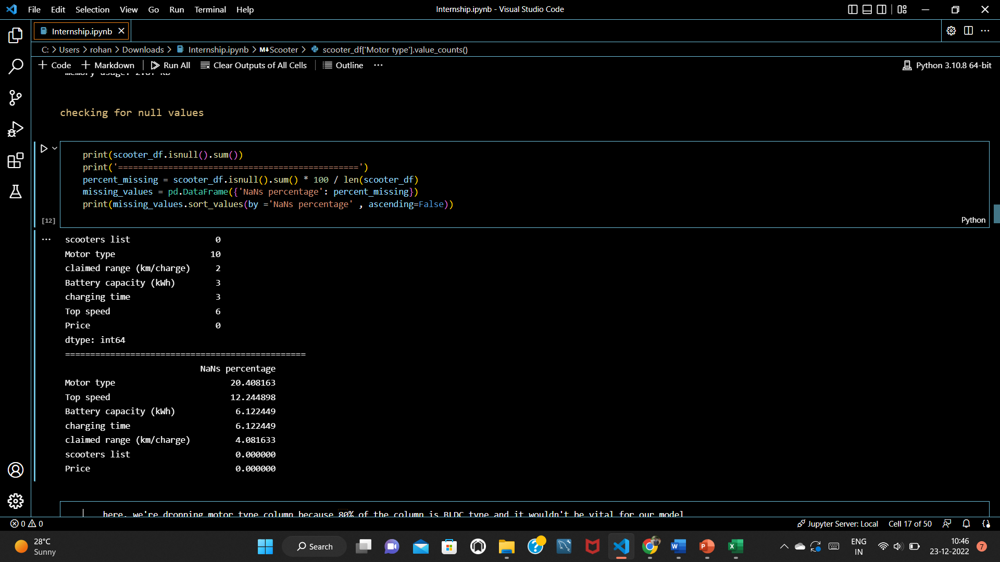 File Edit Selection View Go Run Terminal Help
Internship.ipynb - Visual Studio Code
Internship.ipynb
C: > Users > rohan > Downloads > Internship.ipynb > M↓Scooter > scooter_df['Motor type'].value_counts()
+ Code + Markdown | Run All Clear Outputs of All Cells | Outline ...
Python 3.10.8 64-bit
memory usage: 2.8+ KB
checking for null values
print(scooter_df.isnull().sum())
print('================================================')
percent_missing = scooter_df.isnull().sum() * 100 / len(scooter_df)
missing_values = pd.DataFrame({'NaNs percentage': percent_missing})
print(missing_values.sort_values(by ='NaNs percentage' , ascending=False))
[12]
Python
scooters list 0
Motor type 10
claimed range (km/charge) 2
Battery capacity (kWh) 3
charging time 3
Top speed 6
Price 0
dtype: int64
================================================
NaNs percentage
Motor type 20.408163
Top speed 12.244898
Battery capacity (kWh) 6.122449
charging time 6.122449
claimed range (km/charge) 4.081633
scooters list 0.000000
Price 0.000000
here, we're dropping motor type column because 80% of the column is BLDC type and it wouldn't be vital for our model
0 0
Jupyter Server: Local Cell 17 of 50
28°C
Sunny
Search
ENG
IN
10:46
23-12-2022
7